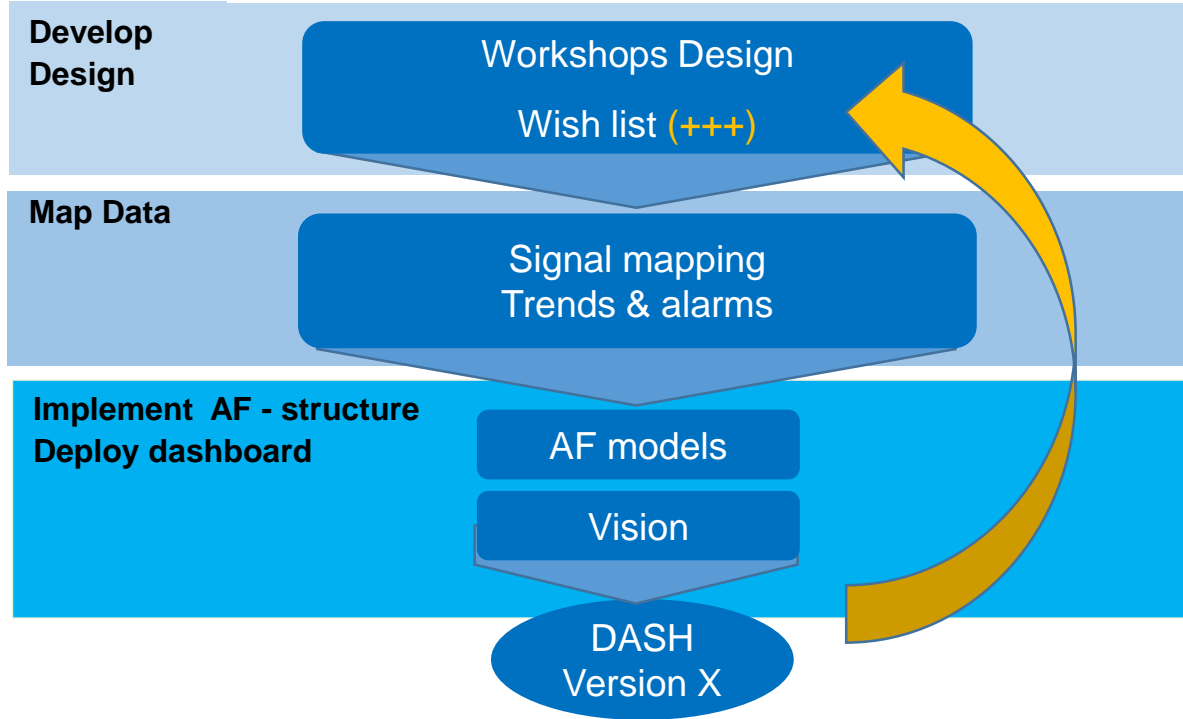 Develop
Design
Workshops Design
Wish list (+++)
Map Data
Signal mapping
Trends & alarms
Implement AF - structure
Deploy dashboard
AF models
Vision
DASH
Version X